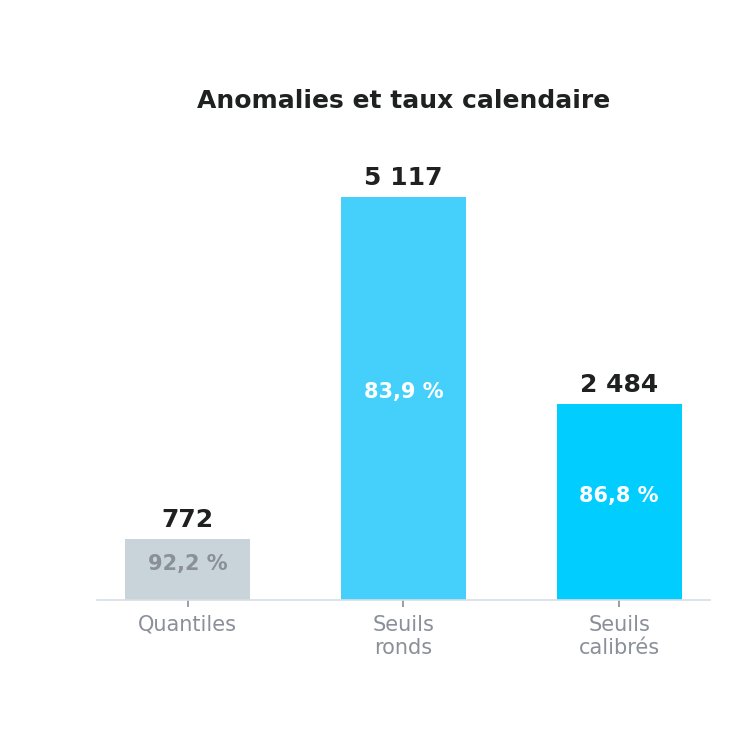 Anomalies et taux calendaire
5 117
83,9 %
2 484
86,8 %
772
92,2 %
Quantiles
Seuils
ronds
Seuils
calibrés